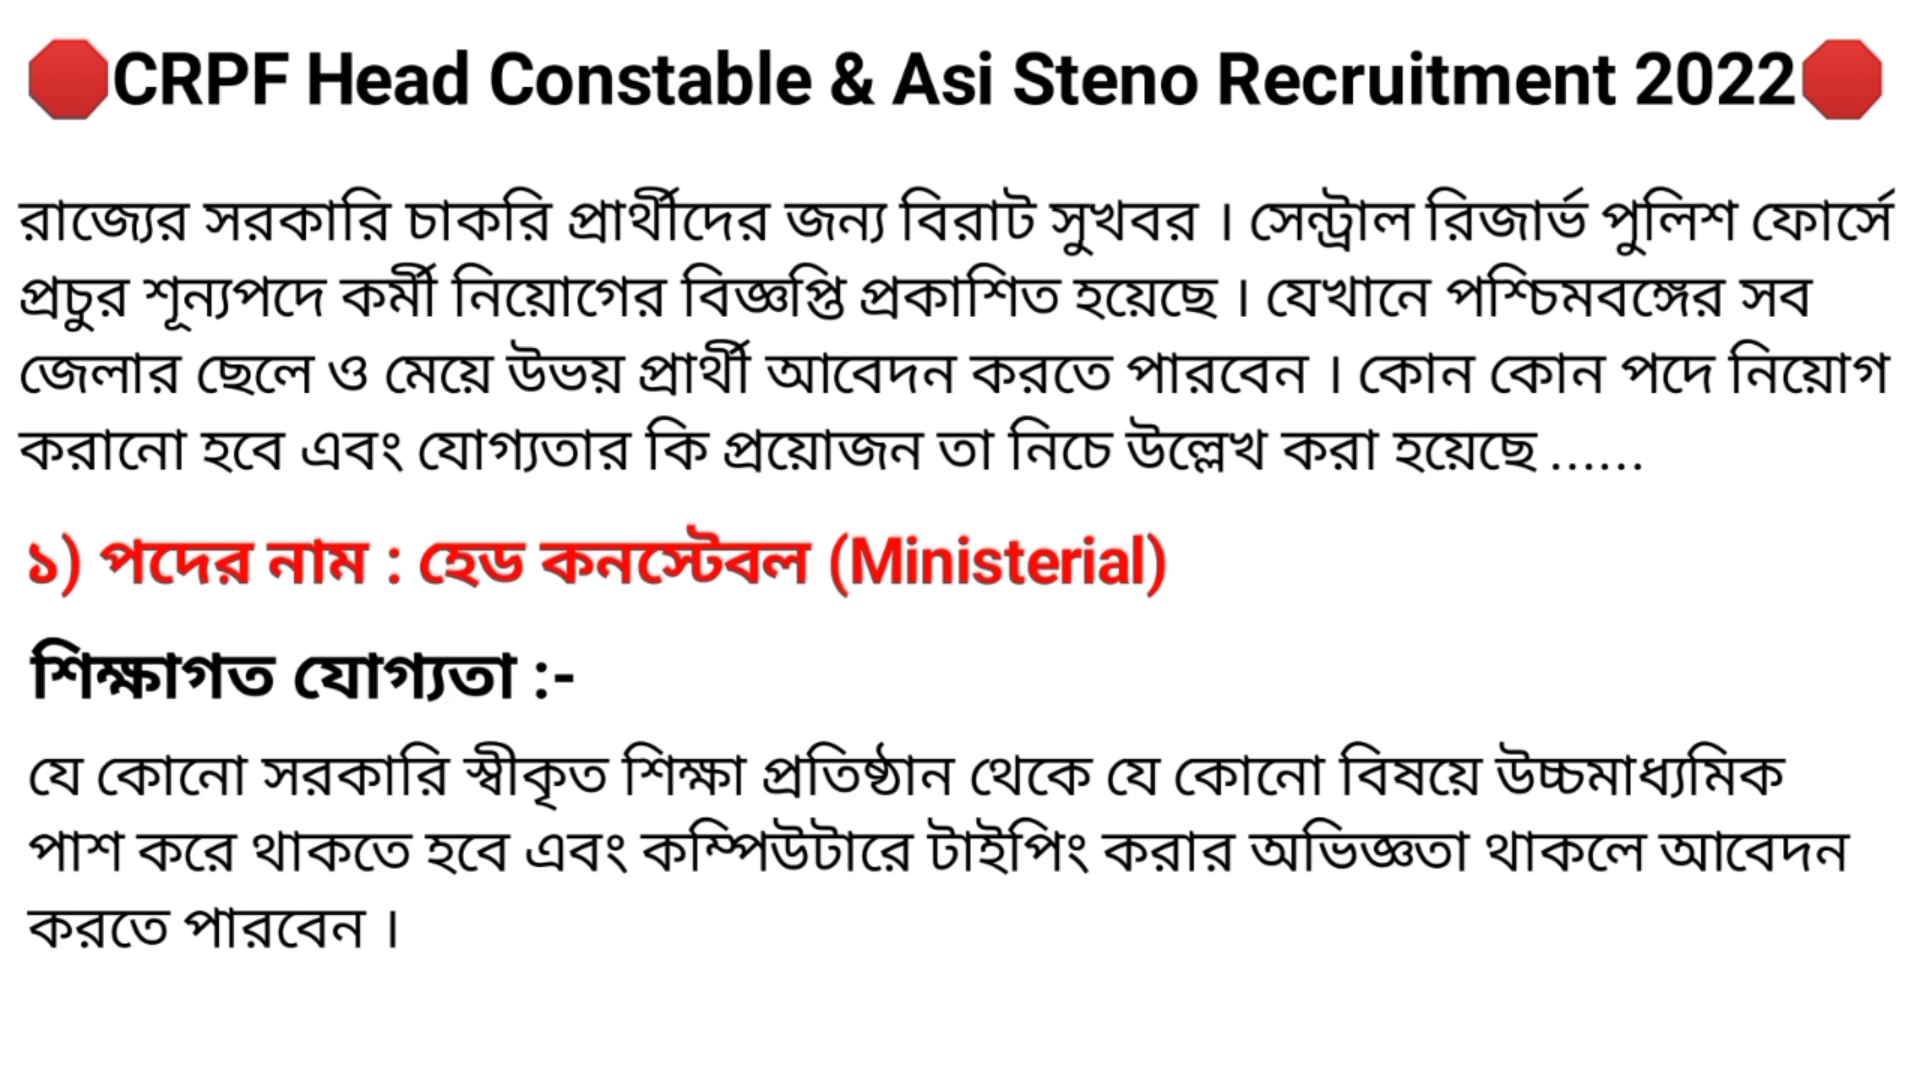 🛑CRPF Head Constable & Asi Steno Recruitment 2022🛑
রাজ্যের সরকারি চাকরি প্রার্থীদের জন্য বিরাট সুখবর । সেন্ট্রাল রিজার্ভ পুলিশ ফোর্সে
প্রচুর শূন্যপদে কর্মী নিয়োগের বিজ্ঞপ্তি প্রকাশিত হয়েছে । যেখানে পশ্চিমবঙ্গের সব
জেলার ছেলে ও মেয়ে উভয় প্রার্থী আবেদন করতে পারবেন । কোন কোন পদে নিয়োগ
করানো হবে এবং যোগ্যতার কি প্রয়োজন তা নিচে উল্লেখ করা হয়েছে ......
১) পদের নাম : হেড কনস্টেবল (Ministerial)
শিক্ষাগত যোগ্যতা :-
যে কোনো সরকারি স্বীকৃত শিক্ষা প্রতিষ্ঠান থেকে যে কোনো বিষয়ে উচ্চমাধ্যমিক
পাশ করে থাকতে হবে এবং কম্পিউটারে টাইপিং করার অভিজ্ঞতা থাকলে আবেদন
করতে পারবেন ।